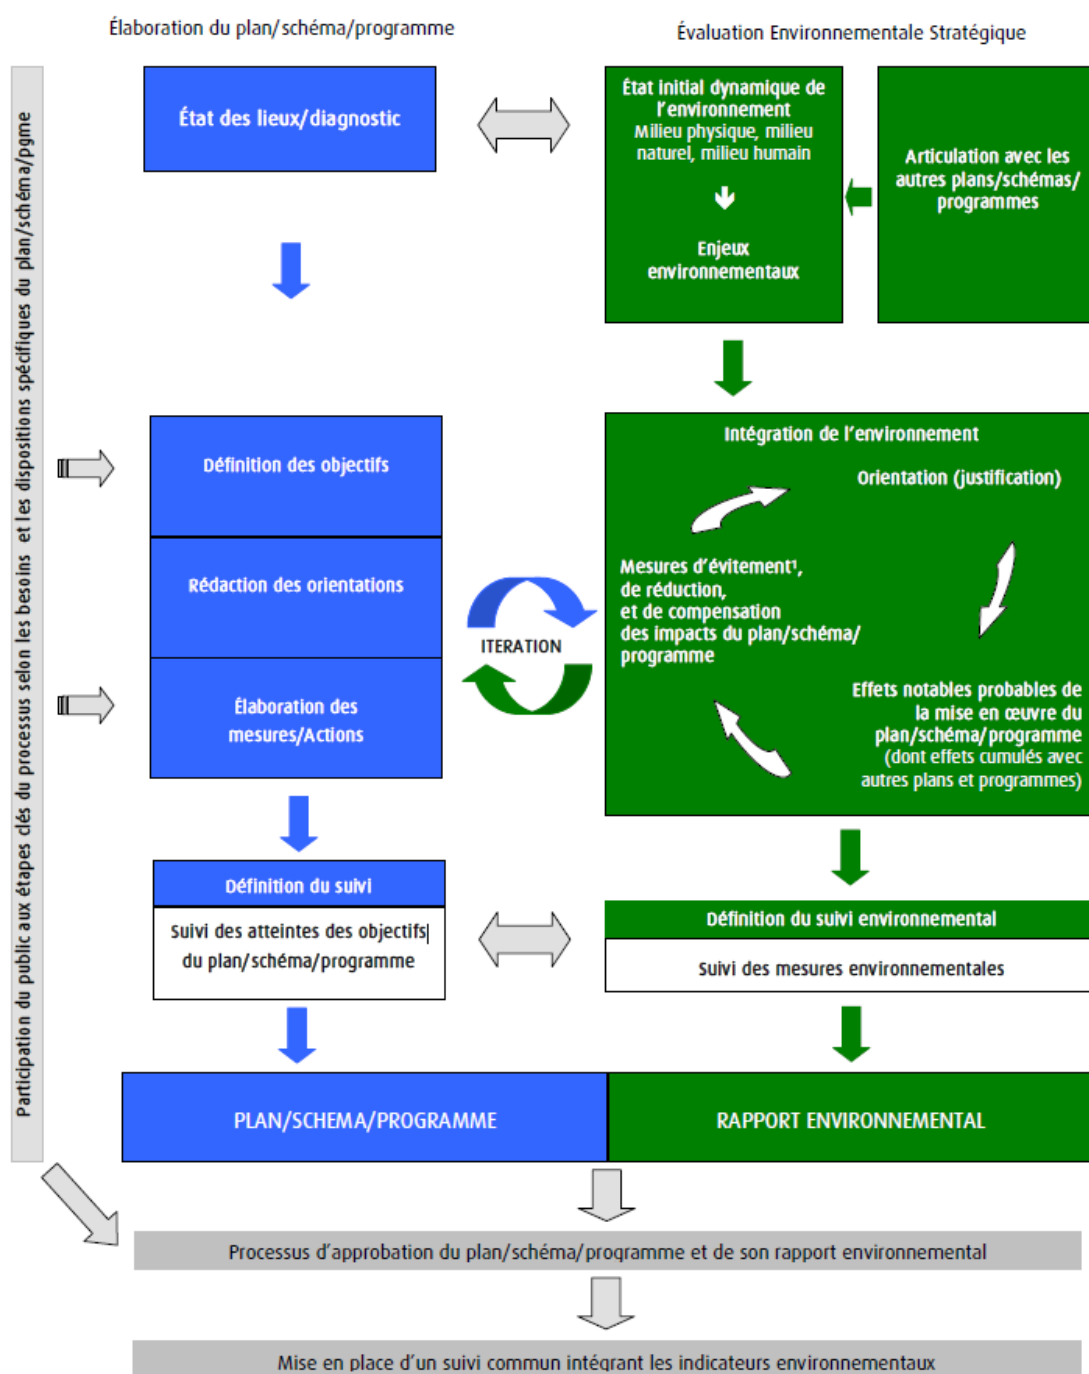 Élaboration du plan/schéma/programme
Évaluation Environnementale Stratégique
Participation du public aux étapes clés du processus selon les besoins et les dispositions spécifiques du plan/schéma/pgme
État des lieux/diagnostic
État initial dynamique de
l'environnement
Milieu physique, milieu
naturel, milieu humain
Enjeux
environnementaux
Articulation avec les
autres plans/schémas/
programmes
Définition des objectifs
Rédaction des orientations
Élaboration des
mesures/Actions
ITERATION
Intégration de l'environnement
Orientation (justification)
Mesures d'évitement¹,
de réduction,
et de compensation
des impacts du plan/schéma/
programme
Effets notables probables de
la mise en œuvre du
plan/schéma/programme
(dont effets cumulés avec
autres plans et programmes)
Définition du suivi
Suivi des atteintes des objectifs
du plan/schéma/programme
Définition du suivi environnemental
Suivi des mesures environnementales
PLAN/SCHEMA/PROGRAMME
RAPPORT ENVIRONNEMENTAL
Processus d'approbation du plan/schéma/programme et de son rapport environnemental
Mise en place d'un suivi commun intégrant les indicateurs environnementaux